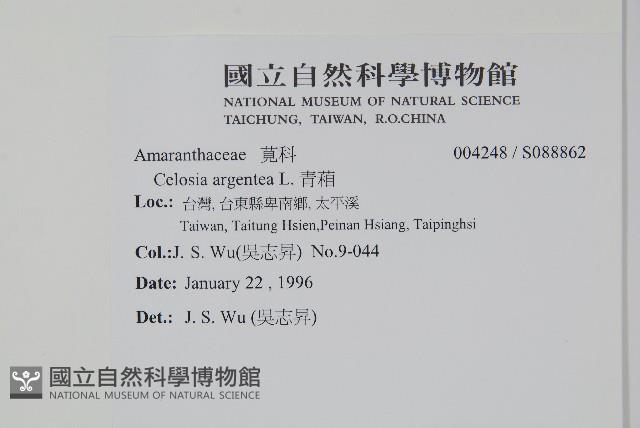 國立自然科學博物館
NATIONAL MUSEUM OF NATURAL SCIENCE
TAICHUNG, TAIWAN, R.O.CHINA
Amaranthaceae 莧科 004248 / S088862
Celosia argentea L. 青葙
Loc.: 台灣, 台東縣卑南鄉, 太平溪
Taiwan, Taitung Hsien,Peinan Hsiang, Taipinghsi
Col.:J. S. Wu(吳志昇) No.9-044
Date: January 22 , 1996
Det.: J. S. Wu (吳志昇)
國立自然科學博物館
NATIONAL MUSEUM OF NATURAL SCIENCE